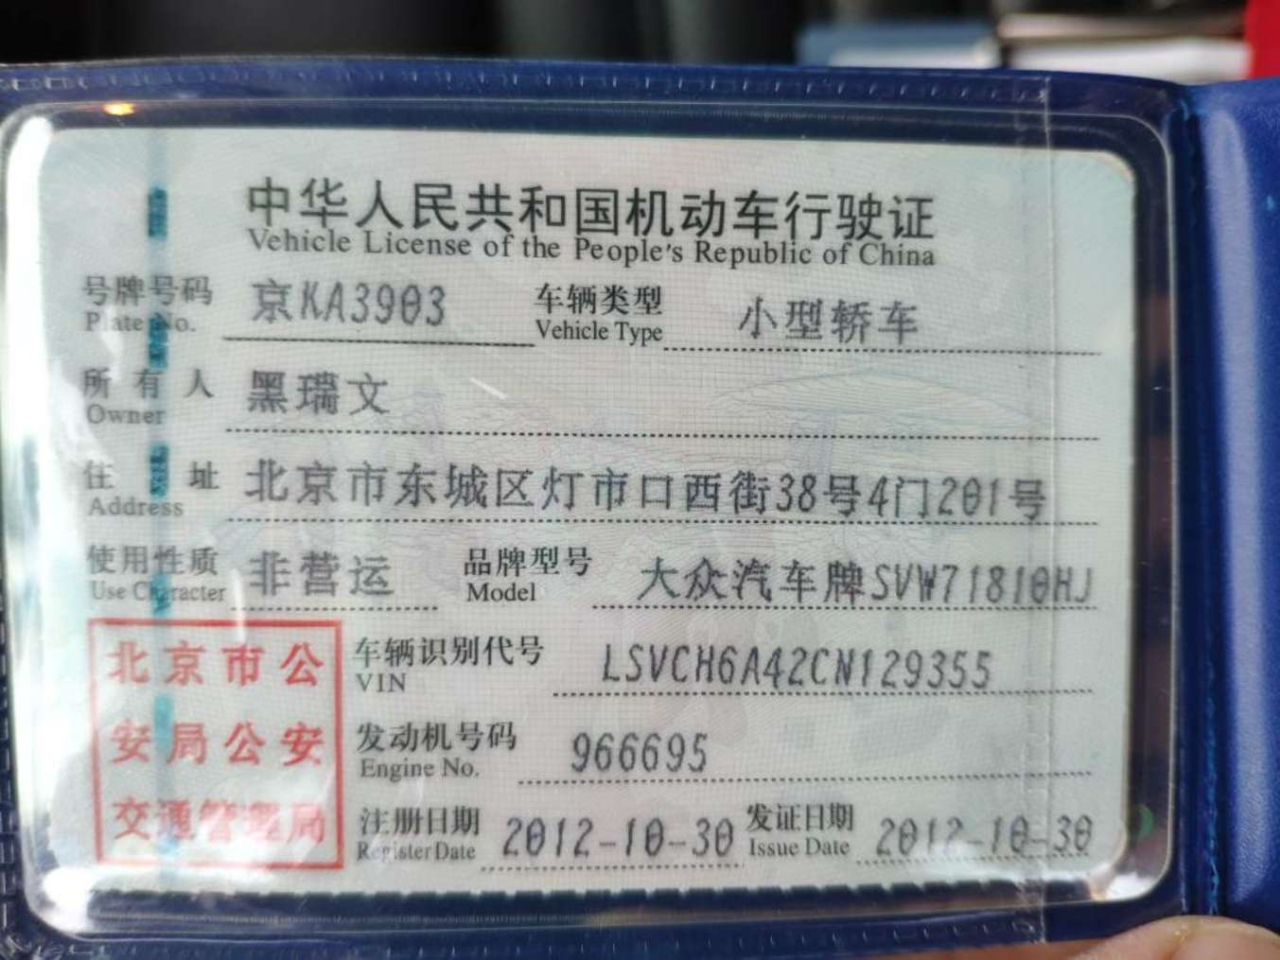 中华人民共和国机动车行驶证
Vehicle License of the People's Republic of China
号牌号码 京KA3903 车辆类型 小型轿车
Plate No. Vehicle Type
所有人 黑瑞文
Owner
住址 北京市东城区灯市口西街38号4门201号
Address
使用性质 非营运 品牌型号 大众汽车牌SVW71810HJ
Use Character Model
北京市公
安局公安
交通管理局
车辆识别代号 LSVCH6A42CN129355
VIN
发动机号码 966695
Engine No.
注册日期 2012-10-30 发证日期 2012-10-30
Register Date Issue Date